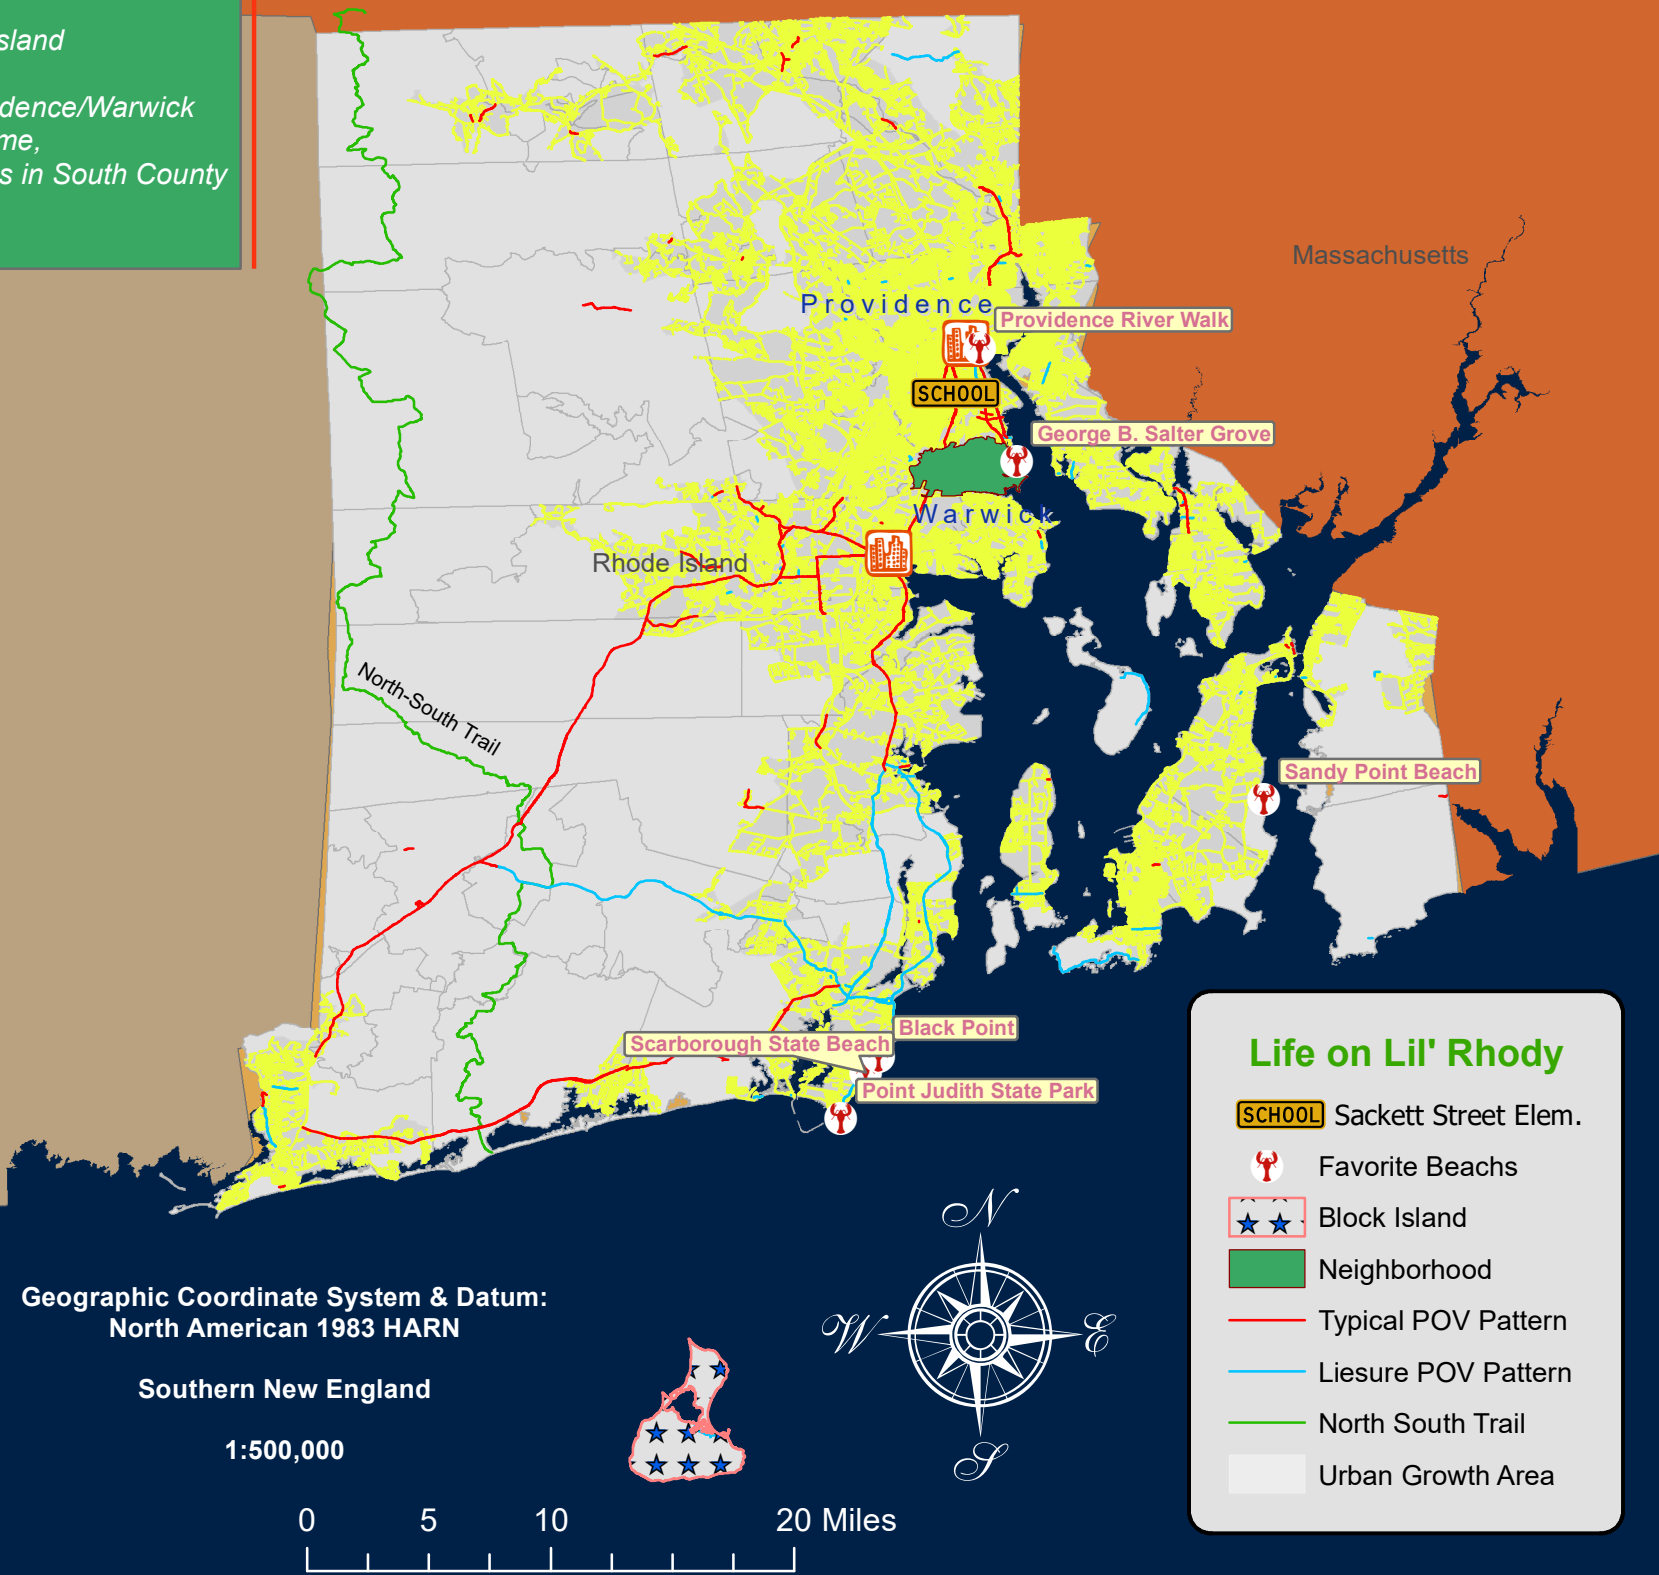 dence/Warwick
s in South County
Massachusetts
Providence
Providence River Walk
SCHOOL
George B. Salter Grove
Warwick
Rhode Island
North-South Trail
Sandy Point Beach
Black Point
Scarborough State Beach
Point Judith State Park
Life on Lil' Rhody
SCHOOL Sackett Street Elem.
Favorite Beachs
Block Island
Neighborhood
Typical POV Pattern
Liesure POV Pattern
North South Trail
Urban Growth Area
N
W E
S
Geographic Coordinate System & Datum:
North American 1983 HARN
Southern New England
1:500,000
0 5 10 20 Miles